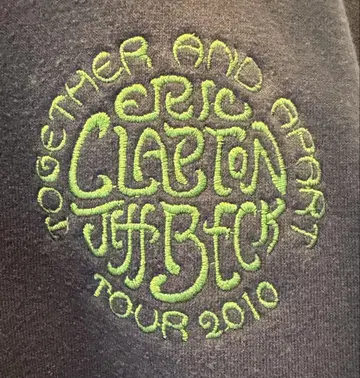 TOGETHER AND APART
ERIC
CLAPTON
JEFF BECK
TOUR 2010